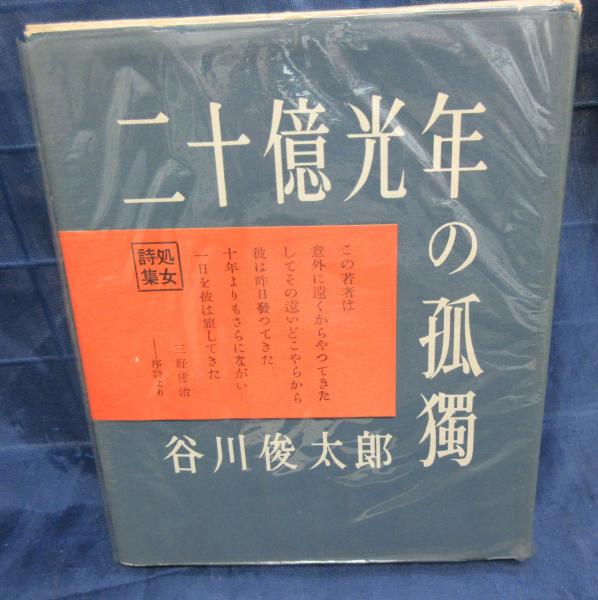 二十億光年の孤獨
この著者は
意外に遠くからやつてきた
してその遠いどこやらから
彼は昨日發つてきた
十年よりもさらにながい
一日を彼は旅してきた
三好達治
──序詩より
処女
詩集
谷川俊太郎